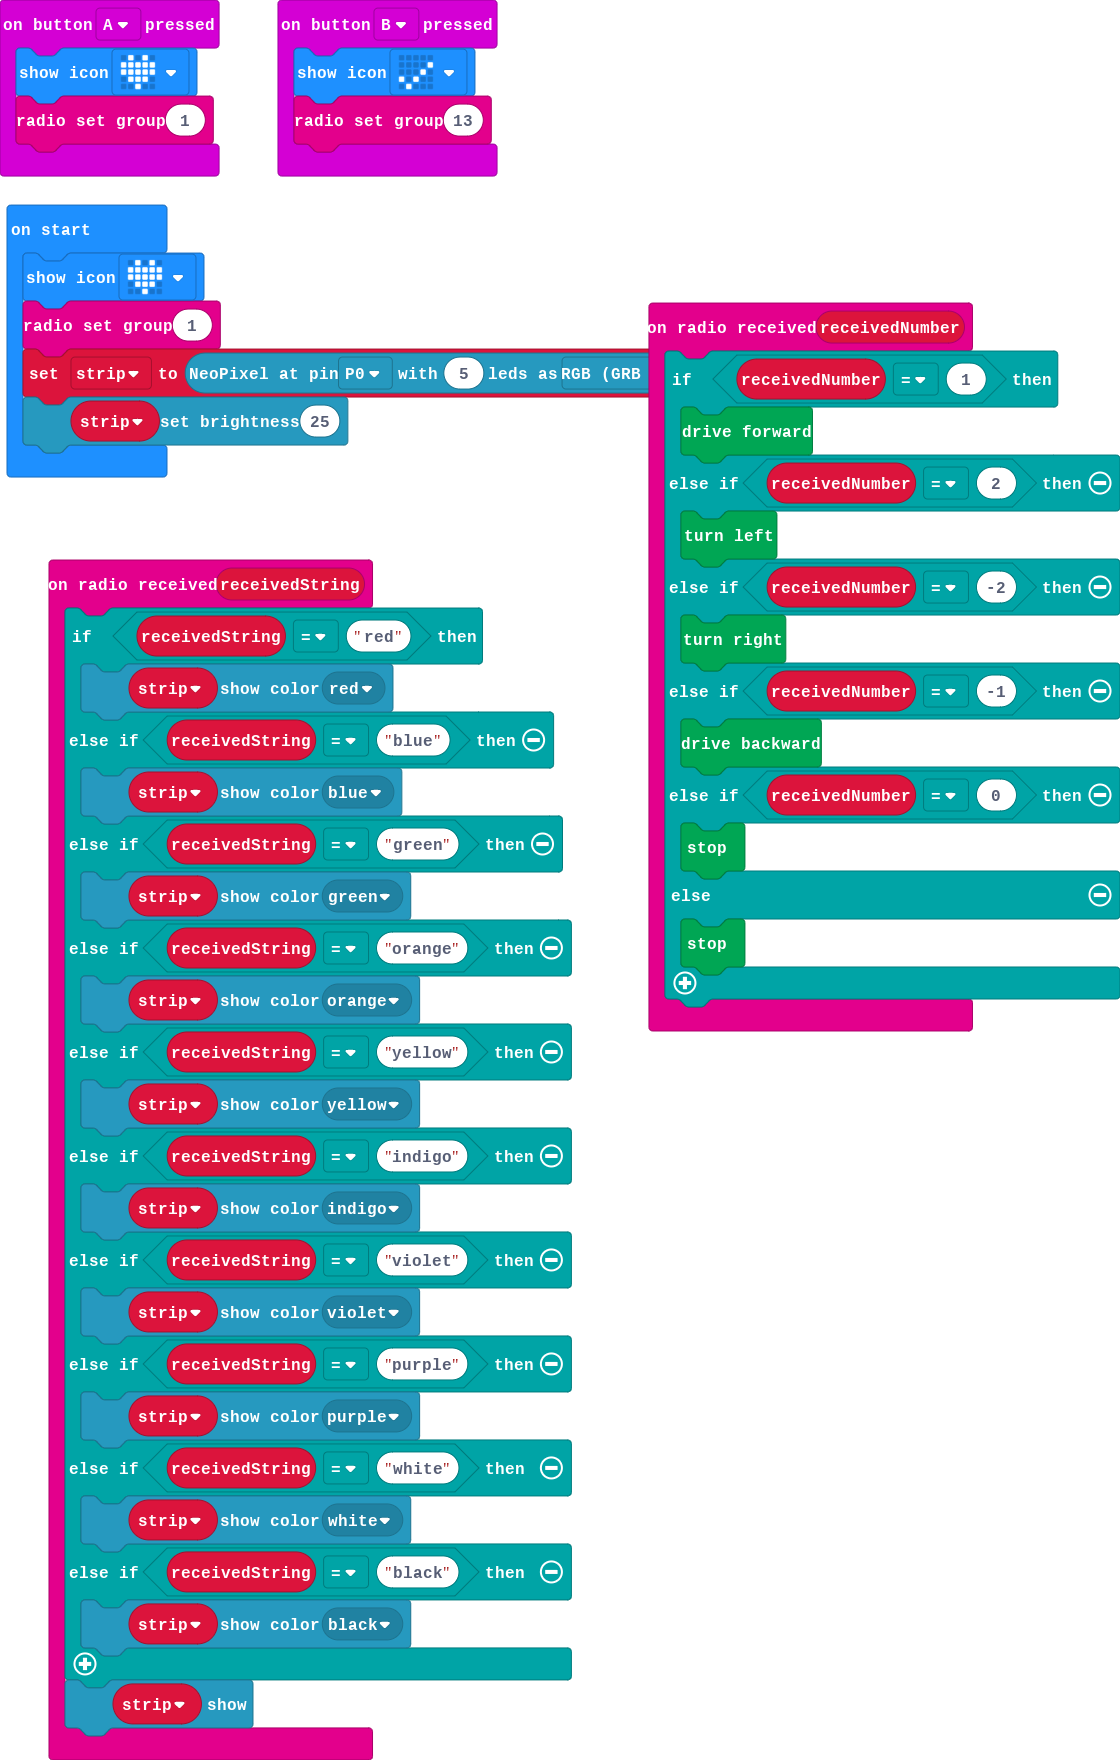 on button A pressed
show icon
radio set group 1
on button B pressed
show icon
radio set group 13
on start
show icon
radio set group 1
set strip to NeoPixel at pin P0 with 5 leds as RGB (GRB
strip set brightness 25
on radio received receivedNumber
if receivedNumber = 1 then
drive forward
else if receivedNumber = 2 then
turn left
else if receivedNumber = -2 then
turn right
else if receivedNumber = -1 then
drive backward
else if receivedNumber = 0 then
stop
else
stop
on radio received receivedString
if receivedString = "red" then
strip show color red
else if receivedString = "blue" then
strip show color blue
else if receivedString = "green" then
strip show color green
else if receivedString = "orange" then
strip show color orange
else if receivedString = "yellow" then
strip show color yellow
else if receivedString = "indigo" then
strip show color indigo
else if receivedString = "violet" then
strip show color violet
else if receivedString = "purple" then
strip show color purple
else if receivedString = "white" then
strip show color white
else if receivedString = "black" then
strip show color black
strip show